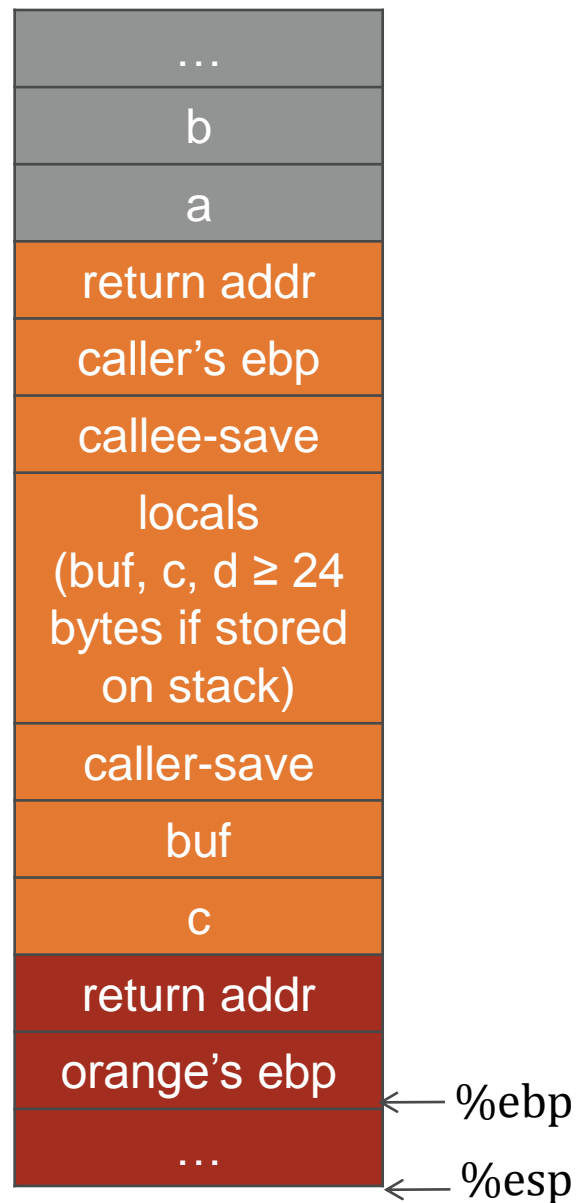 …
b
a
return addr
caller’s ebp
callee-save
locals
(buf, c, d ≥ 24
bytes if stored
on stack)
caller-save
buf
c
return addr
orange’s ebp
%ebp
…
%esp